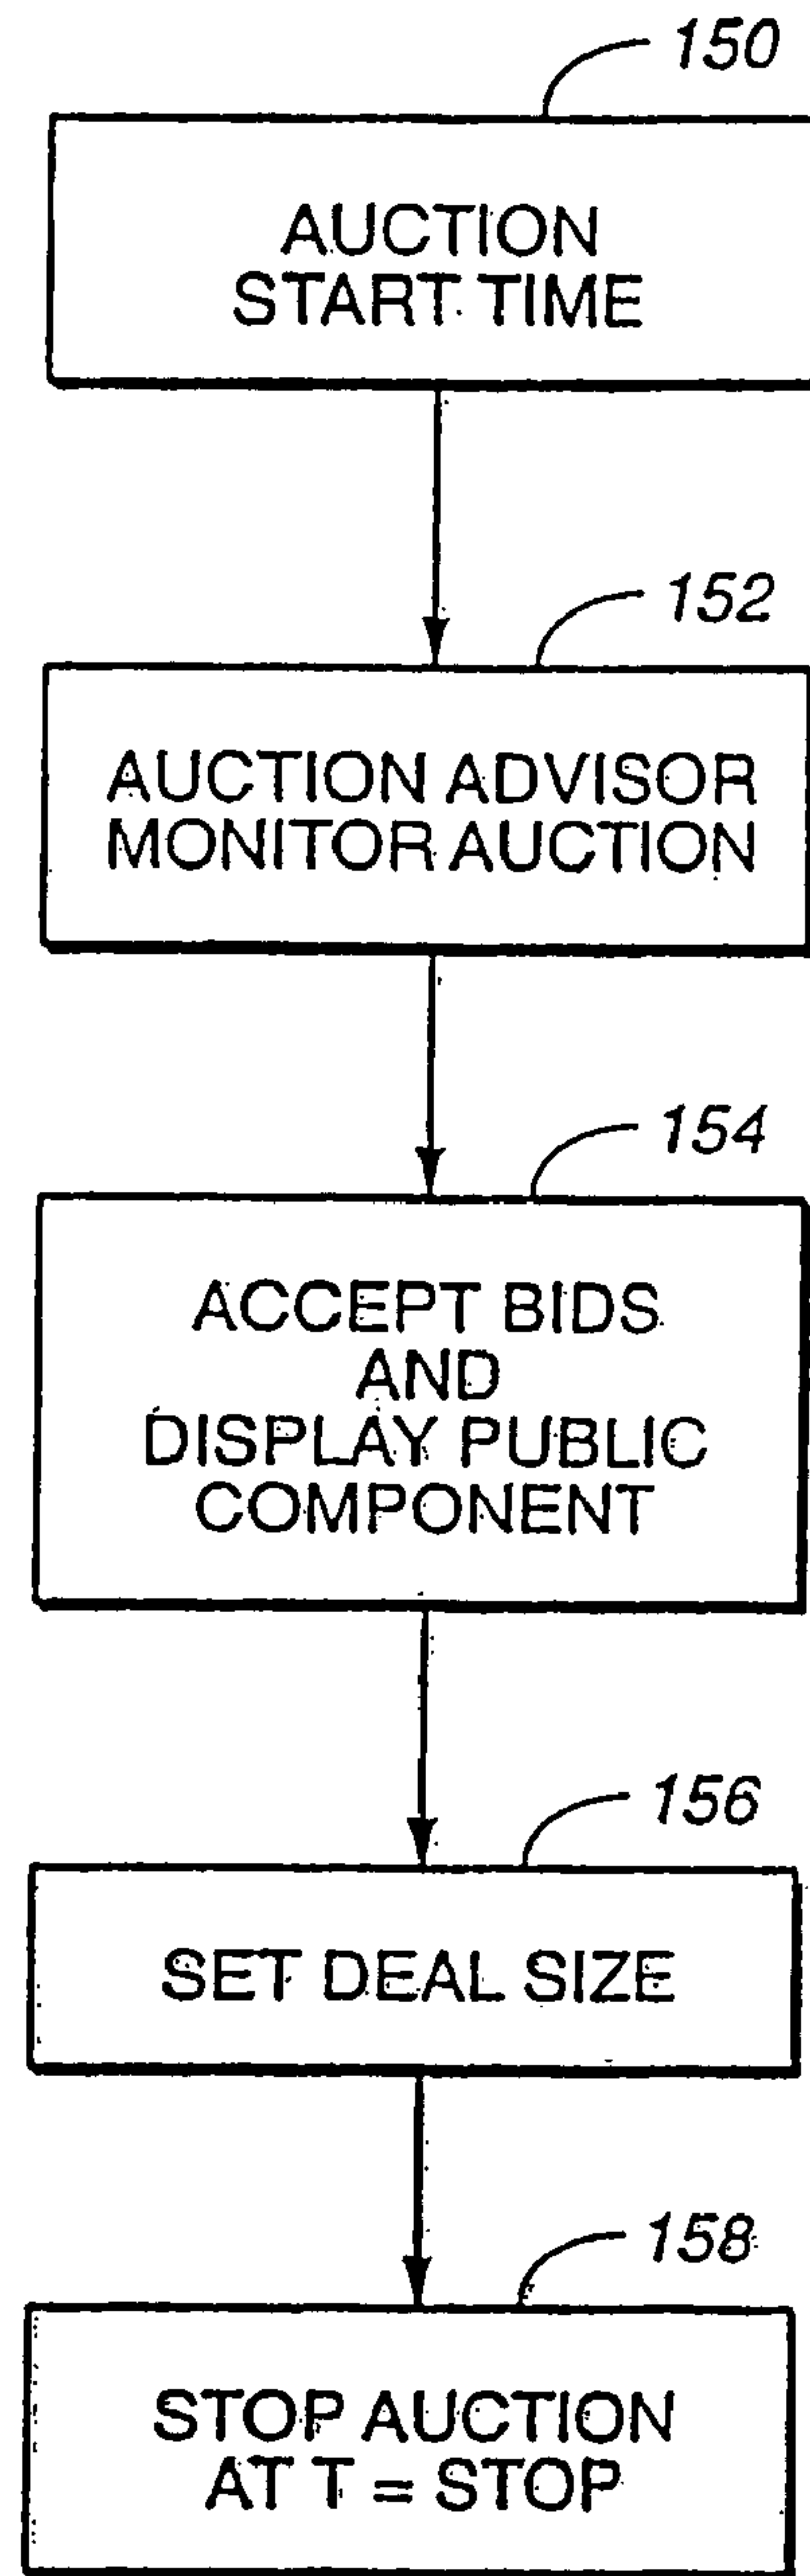 150
AUCTION
START TIME
152
AUCTION ADVISOR
MONITOR AUCTION
154
ACCEPT BIDS
AND
DISPLAY PUBLIC
COMPONENT
156
SET DEAL SIZE
158
STOP AUCTION
AT T = STOP